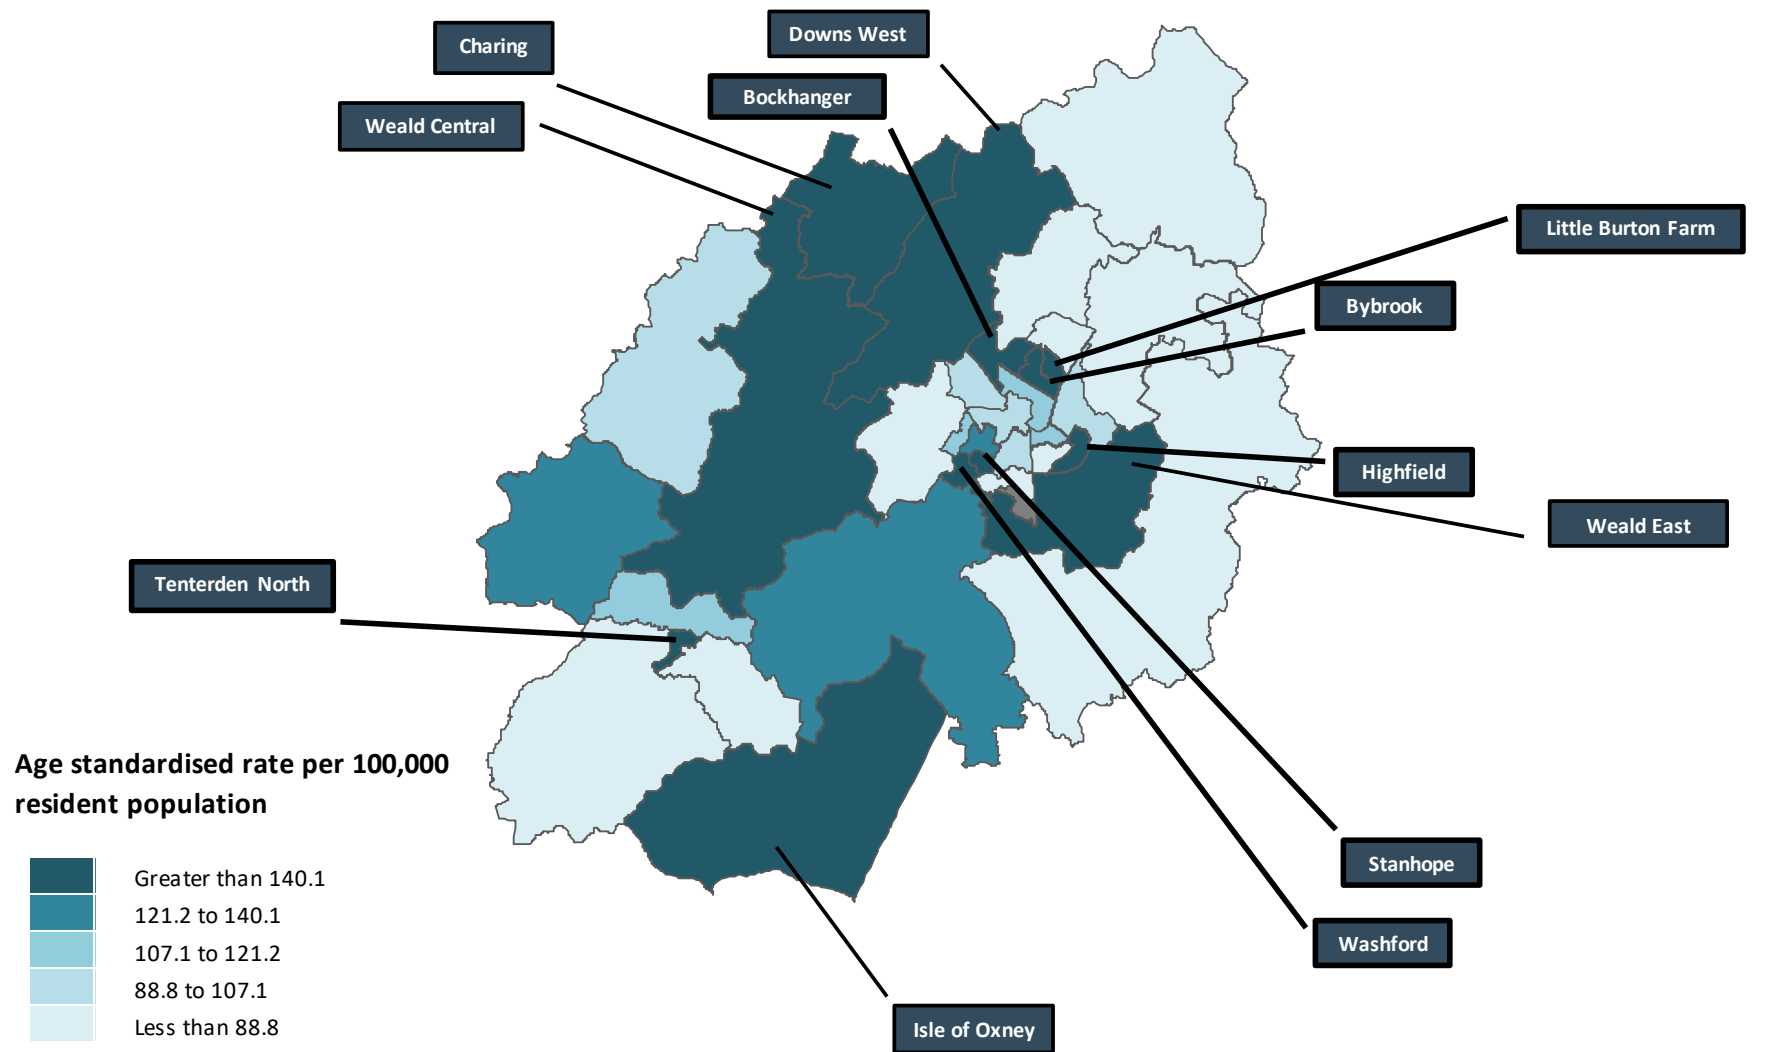 Downs West
Charing
Bockhanger
Weald Central
Little Burton Farm
Bybrook
Highfield
Weald East
Tenterden North
Age standardised rate per 100,000
resident population
Greater than 140.1
121.2 to 140.1
107.1 to 121.2
88.8 to 107.1
Less than 88.8
Stanhope
Washford
Isle of Oxney